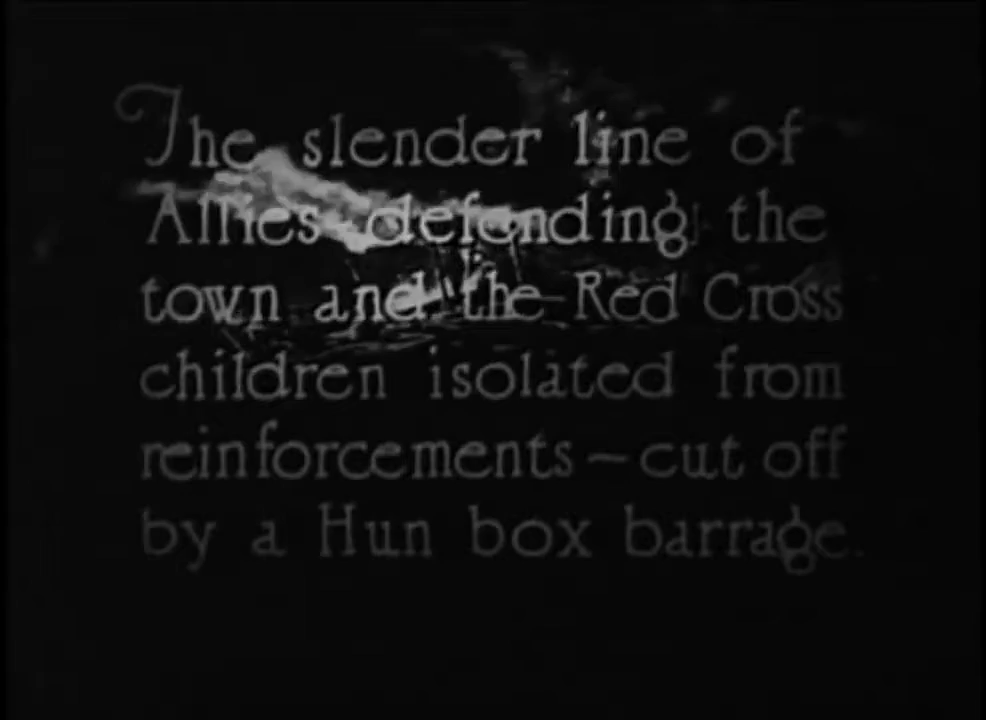 The slender line of
Allies defending the
town and the Red Cross
children isolated from
reinforcements—cut off
by a Hun box barrage.